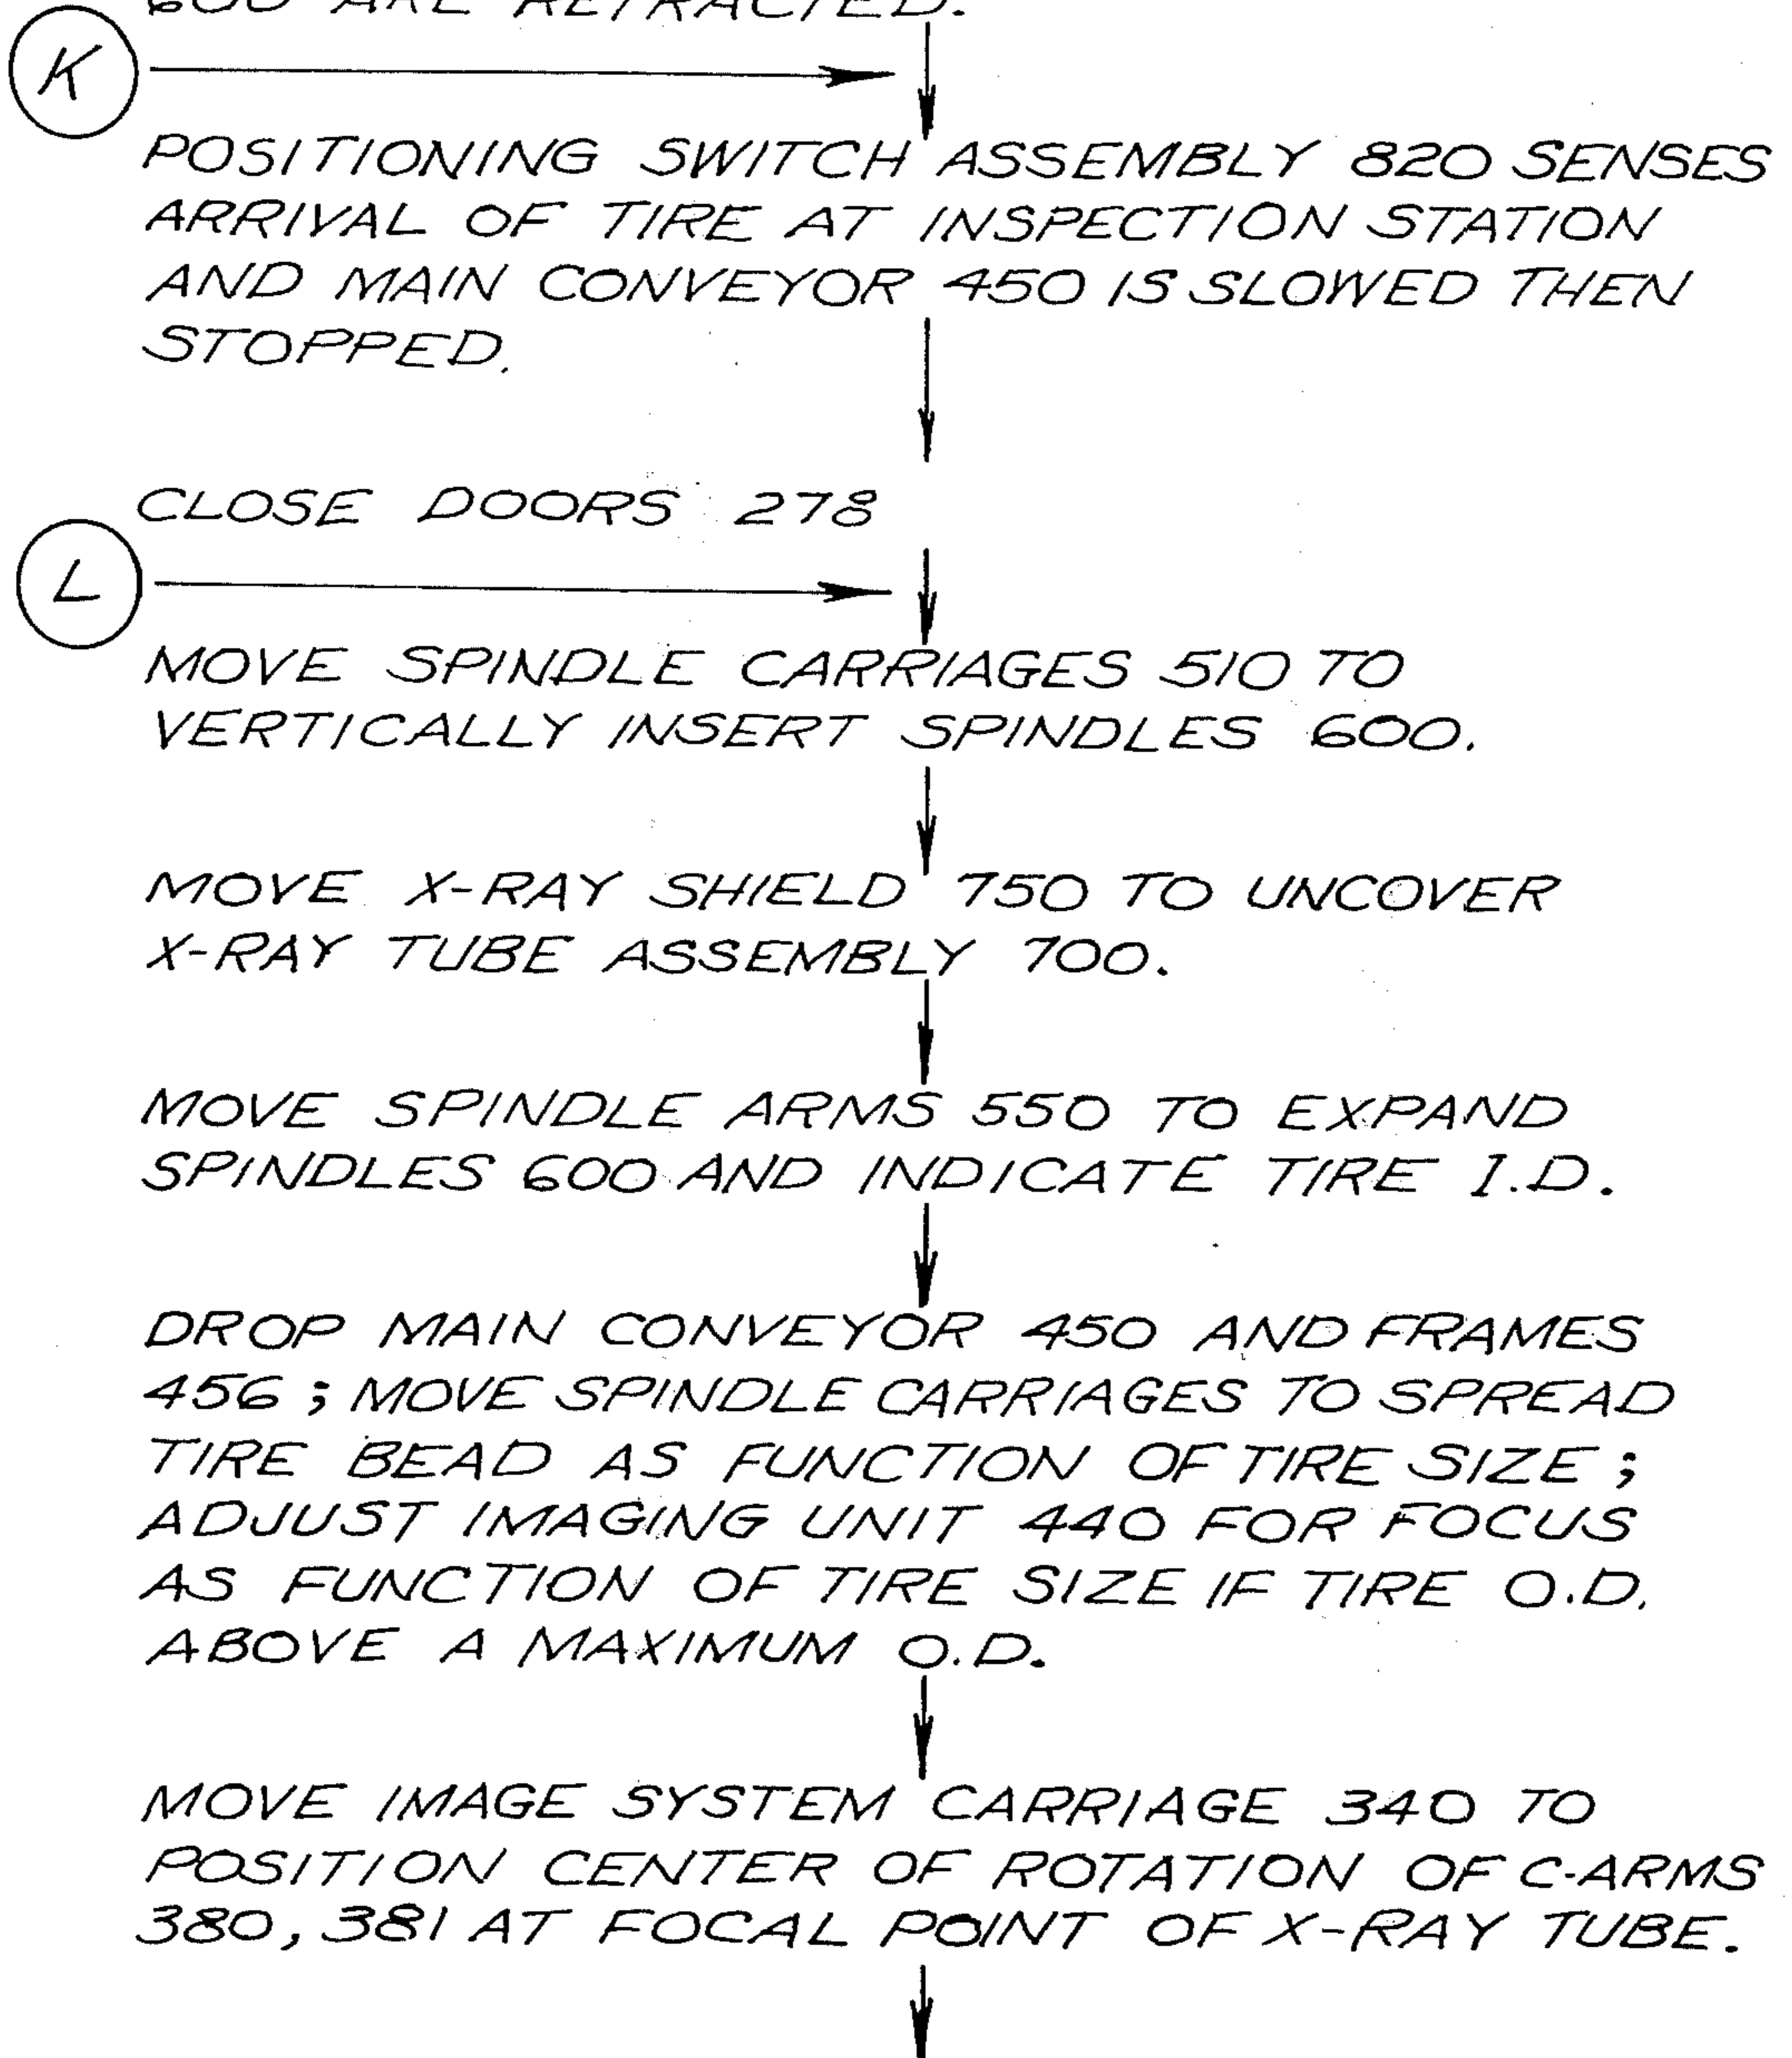 600 ARE RETRACTED.
K
POSITIONING SWITCH ASSEMBLY 820 SENSES
ARRIVAL OF TIRE AT INSPECTION STATION
AND MAIN CONVEYOR 450 IS SLOWED THEN
STOPPED.
CLOSE DOORS 278
L
MOVE SPINDLE CARRIAGES 510 TO
VERTICALLY INSERT SPINDLES 600.
MOVE X-RAY SHIELD 750 TO UNCOVER
X-RAY TUBE ASSEMBLY 700.
MOVE SPINDLE ARMS 550 TO EXPAND
SPINDLES 600 AND INDICATE TIRE I.D.
DROP MAIN CONVEYOR 450 AND FRAMES
456; MOVE SPINDLE CARRIAGES TO SPREAD
TIRE BEAD AS FUNCTION OF TIRE SIZE;
ADJUST IMAGING UNIT 440 FOR FOCUS
AS FUNCTION OF TIRE SIZE IF TIRE O.D.
ABOVE A MAXIMUM O.D.
MOVE IMAGE SYSTEM CARRIAGE 340 TO
POSITION CENTER OF ROTATION OF C-ARMS
380, 381 AT FOCAL POINT OF X-RAY TUBE.